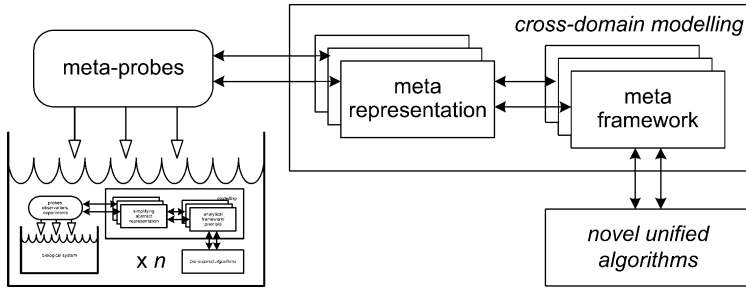 cross-domain modelling
meta-probes
meta
representation
meta
framework
novel unified
algorithms
modelling
probes,
observations,
experiments
simplifying
abstract
representation
analytical
framework/
principle
biological system
bio-inspired algorithms
x n